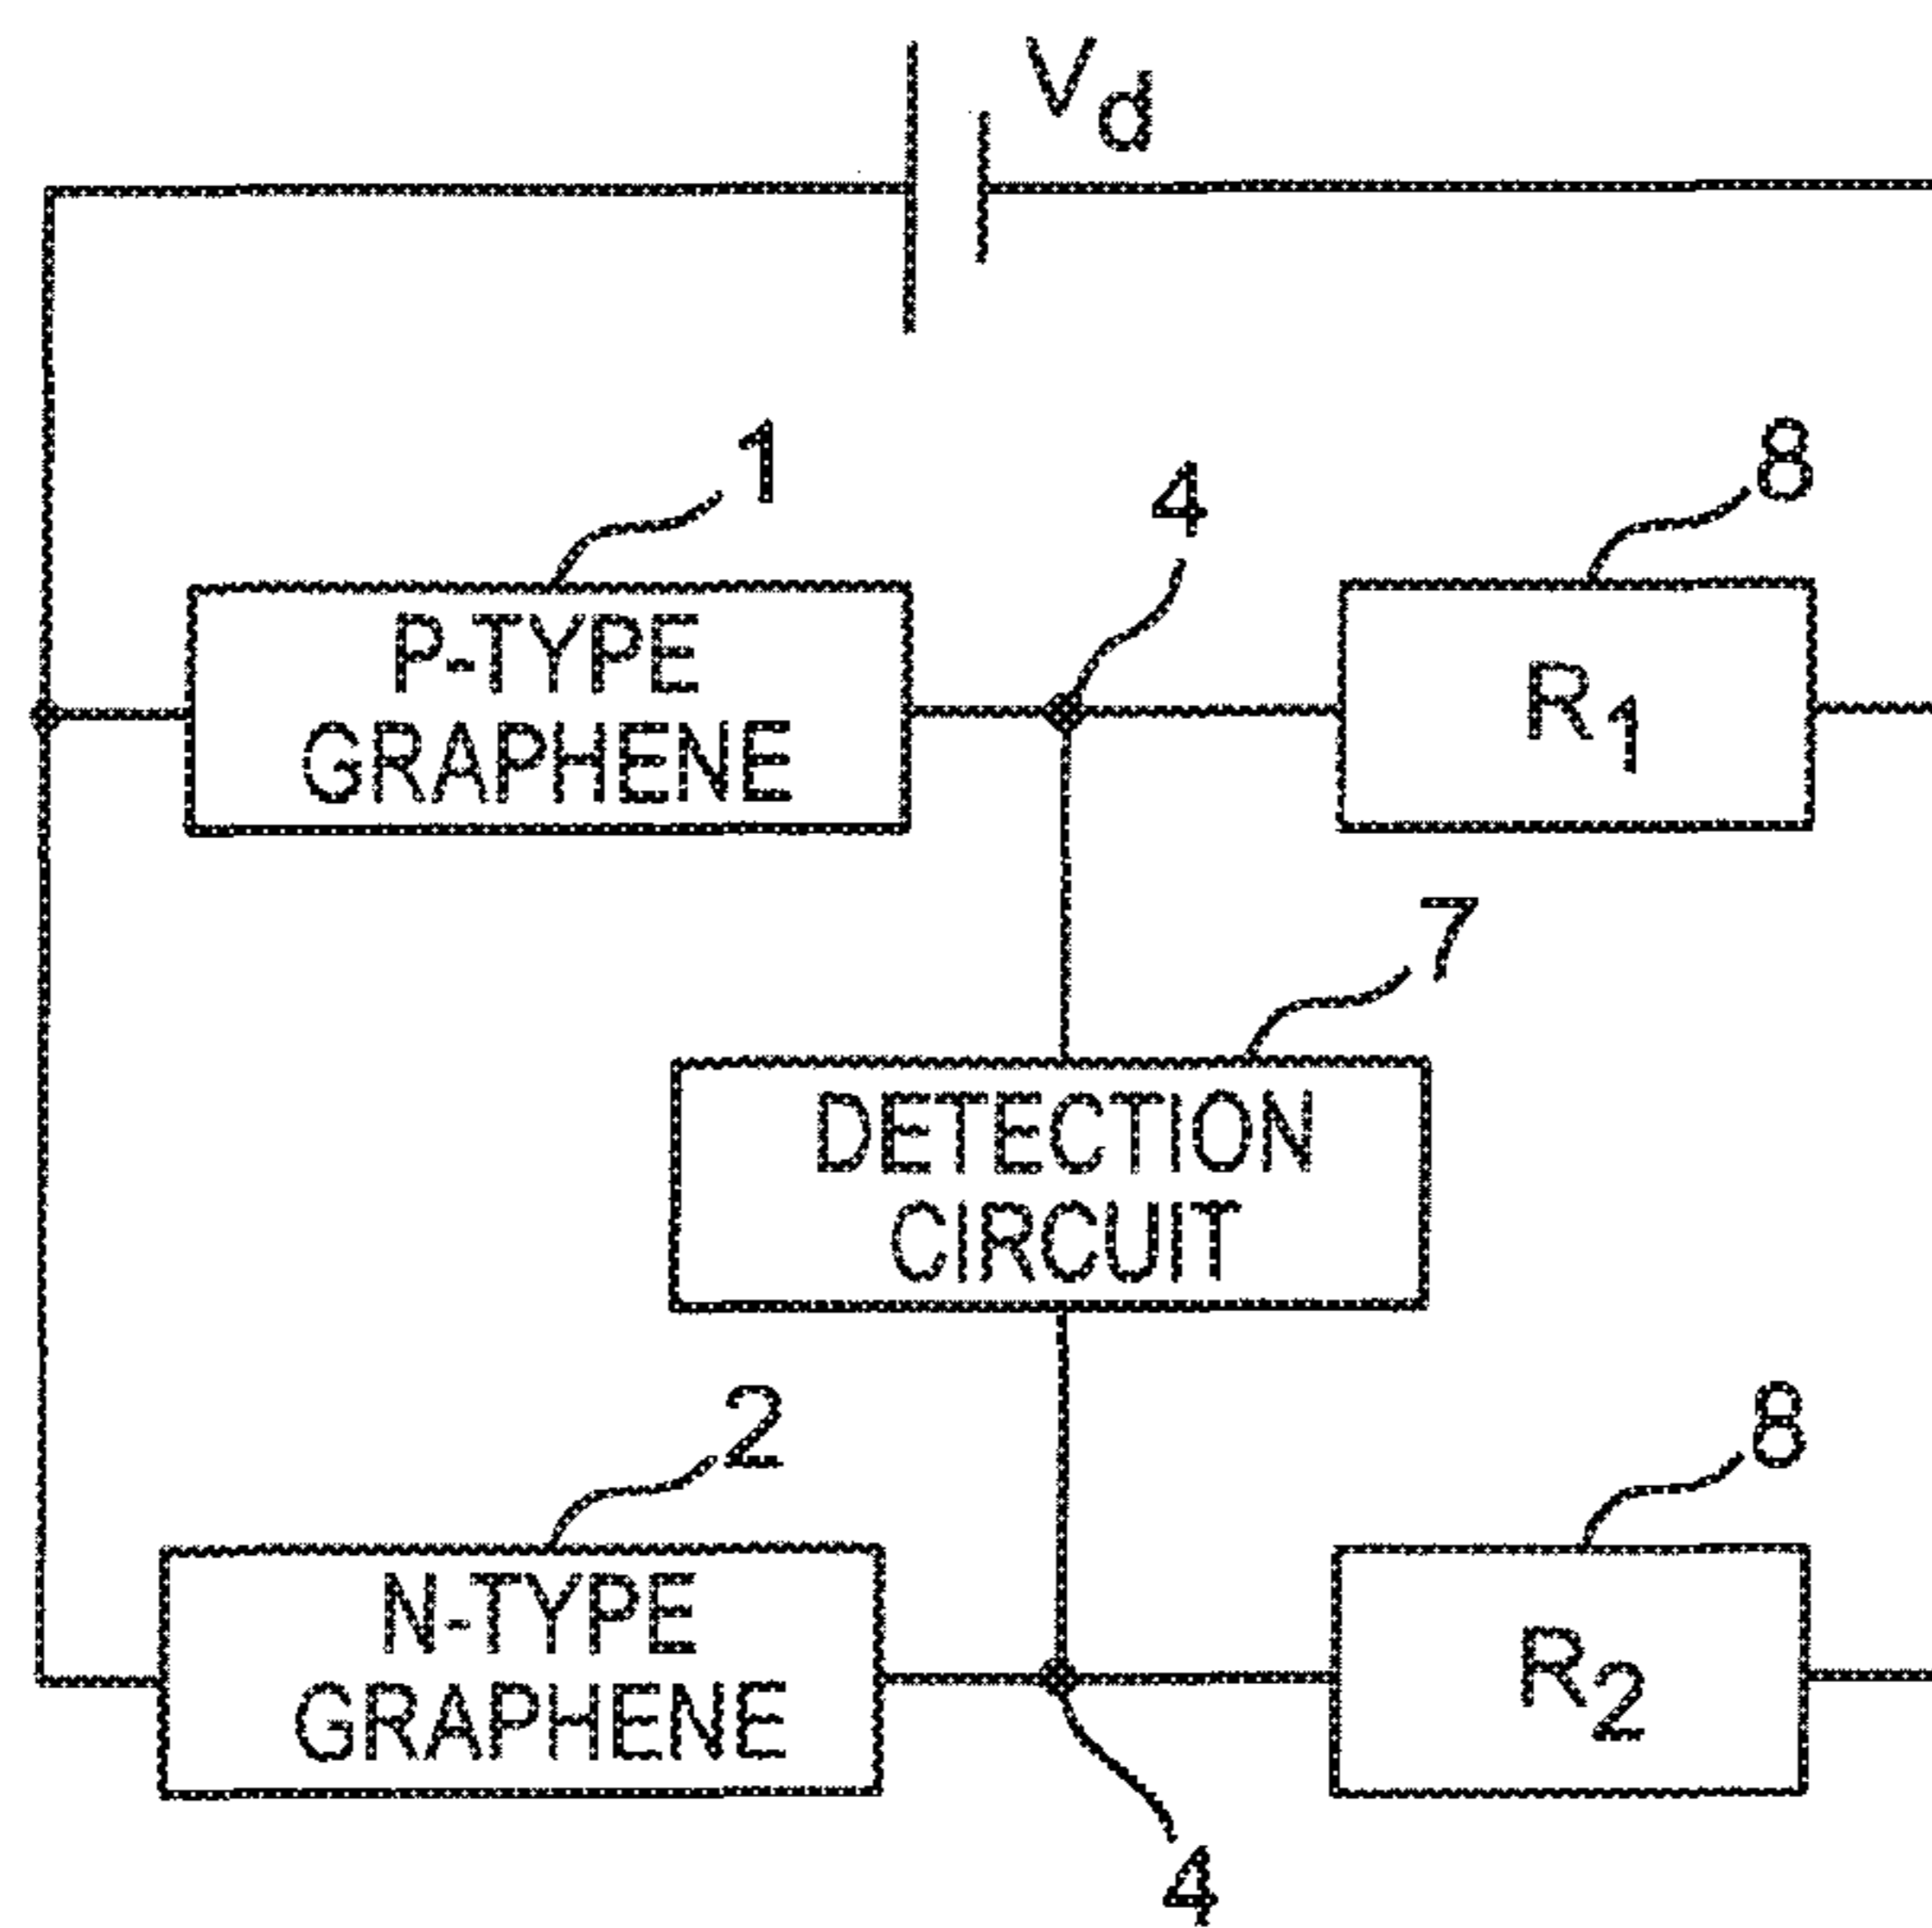 Vd
1
4
8
P-TYPE
GRAPHENE
R1
7
DETECTION
CIRCUIT
2
8
N-TYPE
GRAPHENE
R2
4